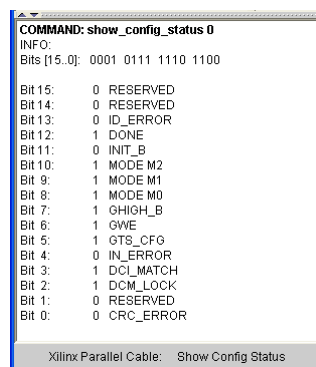 COMMAND: show_config_status 0
INFO:
Bits [15..0]: 0001 0111 1110 1100
Bit 15: 0 RESERVED
Bit 14: 0 RESERVED
Bit 13: 0 ID_ERROR
Bit 12: 1 DONE
Bit 11: 0 INIT_B
Bit 10: 1 MODE M2
Bit 9: 1 MODE M1
Bit 8: 1 MODE M0
Bit 7: 1 GHIGH_B
Bit 6: 1 GWE
Bit 5: 1 GTS_CFG
Bit 4: 0 IN_ERROR
Bit 3: 1 DCI_MATCH
Bit 2: 1 DCM_LOCK
Bit 1: 0 RESERVED
Bit 0: 0 CRC_ERROR
Xilinx Parallel Cable: Show Config Status